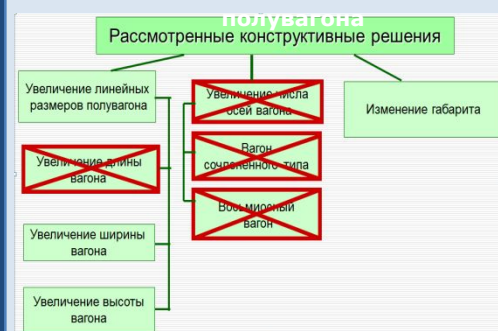 полувагона
Рассмотренные конструктивные решения
Увеличение линейных
размеров полувагона
Увеличение длины
вагона
Увеличение ширины
вагона
Увеличение высоты
вагона
Увеличение числа
осей вагона
Вагон
сочлененного типа
Восьмиосный
вагон
Изменение габарита